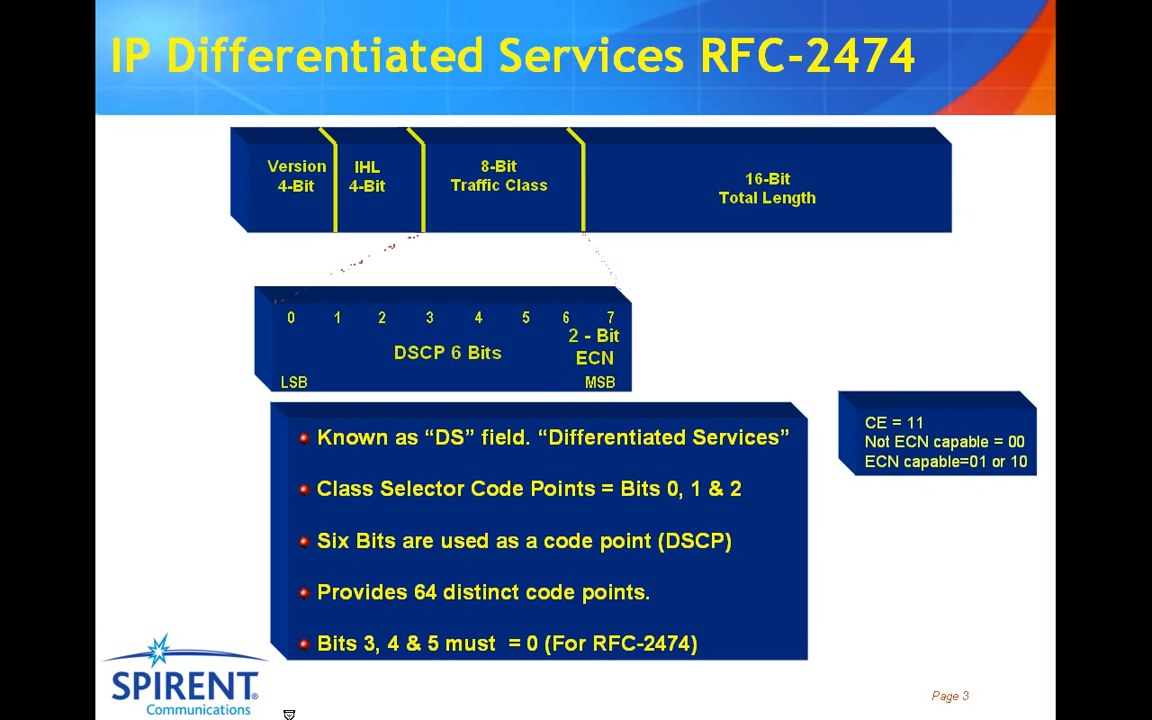 IP Differentiated Services RFC-2474
Version
4-Bit
IHL
4-Bit
8-Bit
Traffic Class
16-Bit
Total Length
0 1 2 3 4 5 6 7
DSCP 6 Bits
2 - Bit
ECN
LSB
MSB
CE = 11
Not ECN capable = 00
ECN capable=01 or 10
Known as “DS” field. “Differentiated Services”
Class Selector Code Points = Bits 0, 1 & 2
Six Bits are used as a code point (DSCP)
Provides 64 distinct code points.
Bits 3, 4 & 5 must = 0 (For RFC-2474)
SPIRENT®
Communications
Page 3